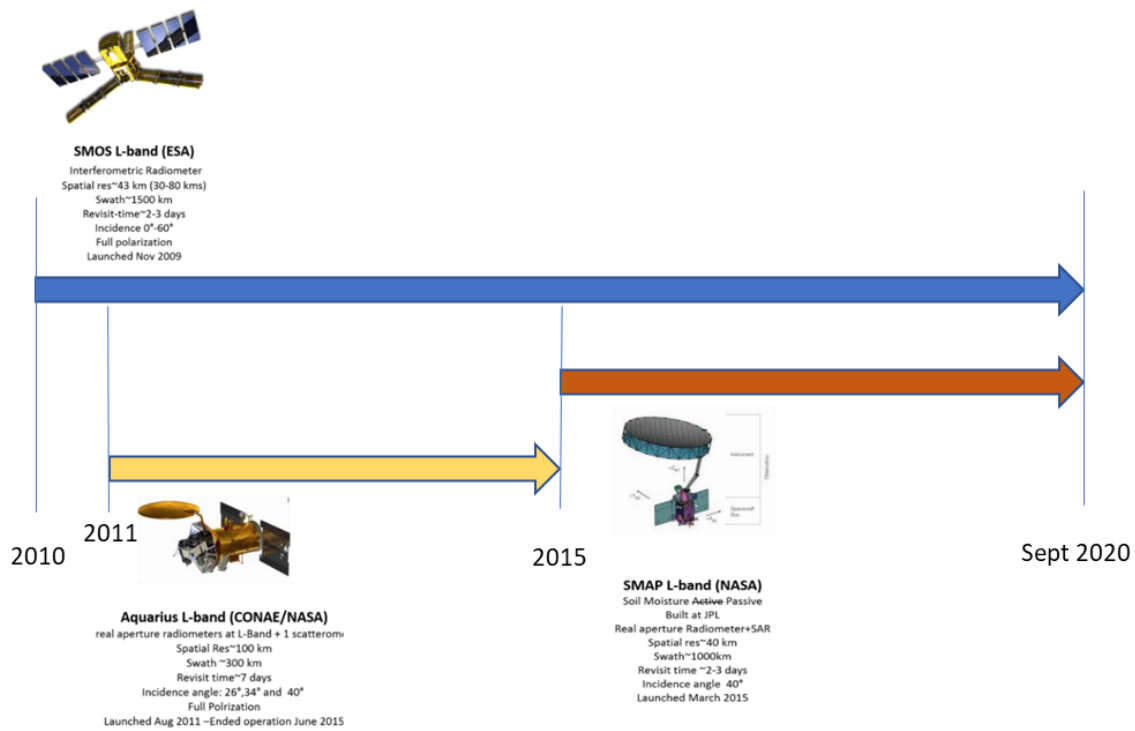 SMOS L-band (ESA)
Interferometric Radiometer
Spatial res~43 km (30-80 kms)
Swath~1500 km
Revisit-time~2-3 days
Incidence 0°-60°
Full polarization
Launched Nov 2009
2010
2011
2015
Sept 2020
Instrument
Observatory
Spacecraft
Bus
Aquarius L-band (CONAE/NASA)
real aperture radiometers at L-Band + 1 scatterom
Spatial Res~100 km
Swath ~300 km
Revisit time~7 days
Incidence angle: 26°,34° and 40°
Full Polrization
Launched Aug 2011 –Ended operation June 2015
SMAP L-band (NASA)
Soil Moisture Active Passive
Built at JPL
Real aperture Radiometer+SAR
Spatial res~40 km
Swath~1000km
Revisit time ~2-3 days
Incidence angle 40°
Launched March 2015